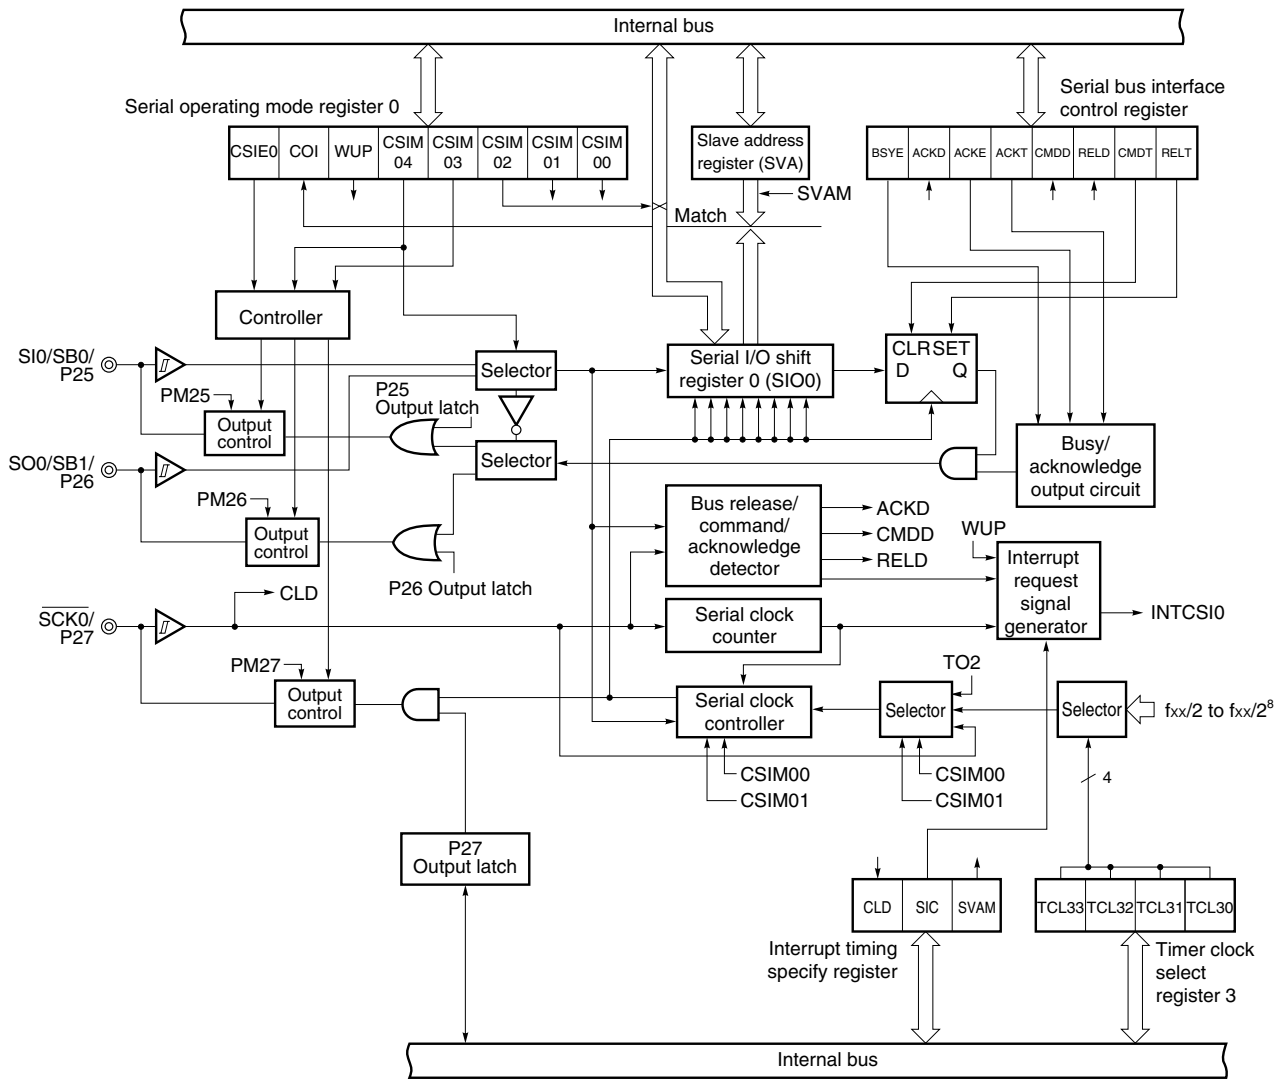 Internal bus
Serial operating mode register 0
Serial bus interface
control register
CSIE0
COI
WUP
CSIM
04
CSIM
03
CSIM
02
CSIM
01
CSIM
00
Slave address
register (SVA)
BSYE
ACKD
ACKE
ACKT
CMDD
RELD
CMDT
RELT
SVAM
Match
Controller
SI0/SB0/
P25
Selector
Serial I/O shift
register 0 (SIO0)
CLR
SET
D
Q
PM25
P25
Output latch
Output
control
SO0/SB1/
P26
Selector
Busy/
acknowledge
output circuit
PM26
Output
control
P26 Output latch
Bus release/
command/
acknowledge
detector
ACKD
CMDD
RELD
WUP
Interrupt
request
signal
generator
INTCSI0
CLD
SCK0/
P27
Serial clock
counter
PM27
Output
control
Serial clock
controller
TO2
Selector
Selector
fxx/2 to fxx/2⁸
CSIM00
CSIM01
CSIM00
CSIM01
4
P27
Output latch
CLD
SIC
SVAM
TCL33
TCL32
TCL31
TCL30
Interrupt timing
specify register
Timer clock
select
register 3
Internal bus